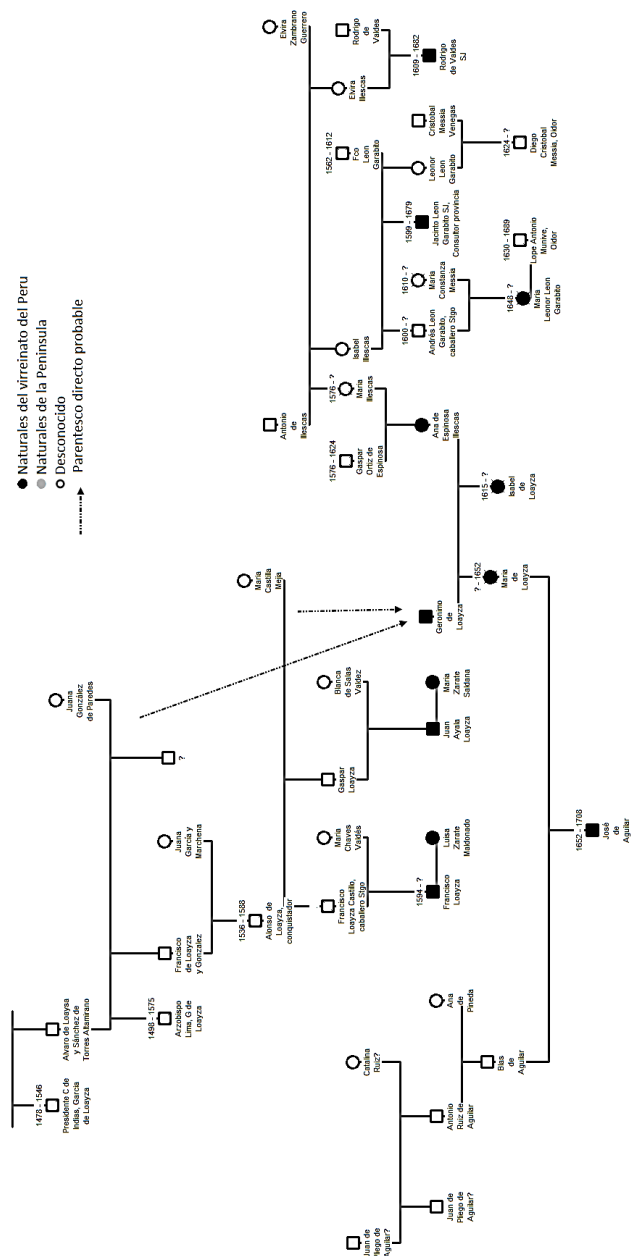 Naturales del virreinato del Peru
Naturales de la Peninsula
Desconocido
Parentesco directo probable
1478 - 1546
Presidente C de
Indias, Garcia
de Loayza
Alvaro de Loaysa
y Sánchez de
Torres Altamirano
Juana
González
de Paredes
1498 - 1575
Arzobispo
Lima, G de
Loayza
Francisco
de Loayza
y Gonzalez
Juana
García y
Marchena
?
1536 - 1588
Alonso de
Loayza,
conquistador
Maria
Castilla
Mejia
Francisco
Loayza Castillo,
caballero Stgo
Maria
Chaves
Valdés
Gaspar
Loayza
Blanca
de Salas
Valdez
1594 - ?
Francisco
Loayza
Luisa
Zarate
Maldonado
Juan
Ayala
Loayza
Maria
Zarate
Saldana
Antonio
de
Illescas
Elvira
Zambrano
Guerrero
1576 - 1624
Gaspar
Ortiz de
Espinosa
1576 - ?
Maria
Illescas
Isabel
Illescas
1562 - 1612
Fco
Leon
Garabito
Elvira
Illescas
Rodrigo
de
Valdes
1609 - 1682
Rodrigo
de Valdes
SJ
Ana de
Espinosa
Illescas
1600 - ?
Andrés Leon
Garabito,
caballero Stgo
1610 - ?
Maria
Constanza
Messia
1599 - 1679
Jacinto Leon
Garabito SJ,
Consultor provincia
Leonor
Leon
Garabito
Cristobal
Messia
Venegas
1624 - ?
Diego
Cristobal
Messia, Oidor
1648 - ?
Maria
Leonor Leon
Garabito
1630 - 1689
Lope Antonio
Munive,
Oidor
Geronimo
de
Loayza
? - 1652
Maria
de
Loayza
1615 - ?
Isabel
de
Loayza
Juan de
Pliego de
Aguilar?
Catalina
Ruiz?
Juan de
Pliego de
Aguilar?
Antonio
Ruiz de
Aguilar
Ana
de
Pineda
Blas
de
Aguilar
1652 - 1708
José
de
Aguilar